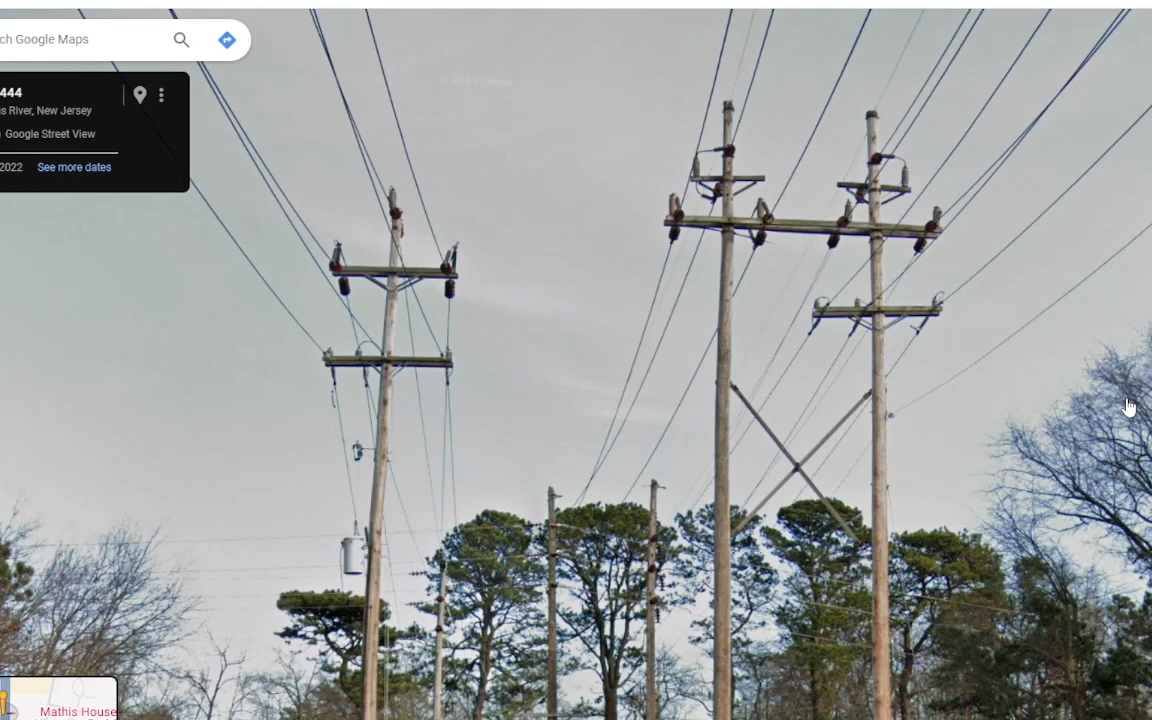 ch Google Maps
444
s River, New Jersey
Google Street View
2022 See more dates
Mathis House